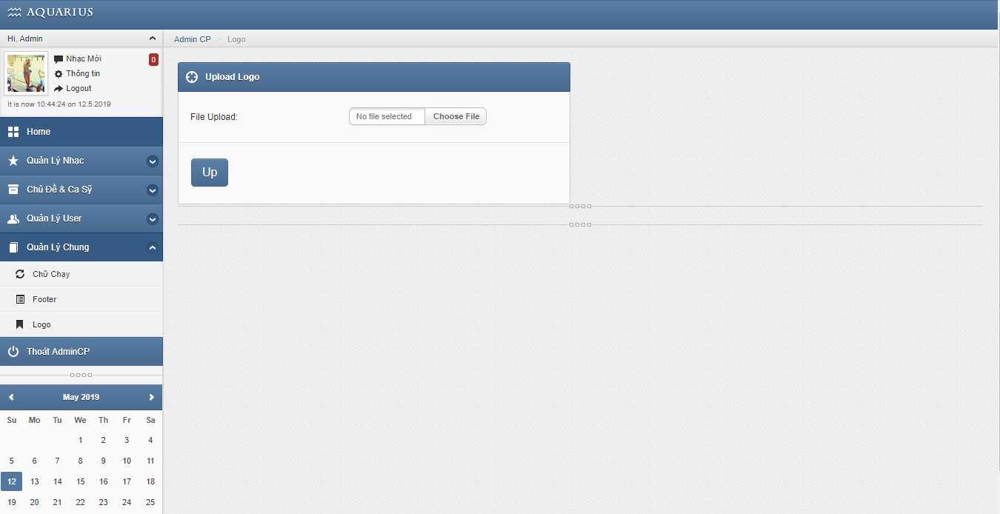 AQUARIUS
Hi, Admin
Admin CP > Logo
Nhạc Mới
0
Thông tin
Logout
It is now 10:44:24 on 12.5.2019
Home
Quản Lý Nhạc
Chủ Đề & Ca Sỹ
Quản Lý User
Quản Lý Chung
Chữ Chạy
Footer
Logo
Thoát AdminCP
May 2019
Su Mo Tu We Th Fr Sa
1 2 3 4
5 6 7 8 9 10 11
12 13 14 15 16 17 18
19 20 21 22 23 24 25
Upload Logo
File Upload: No file selected Choose File
Up